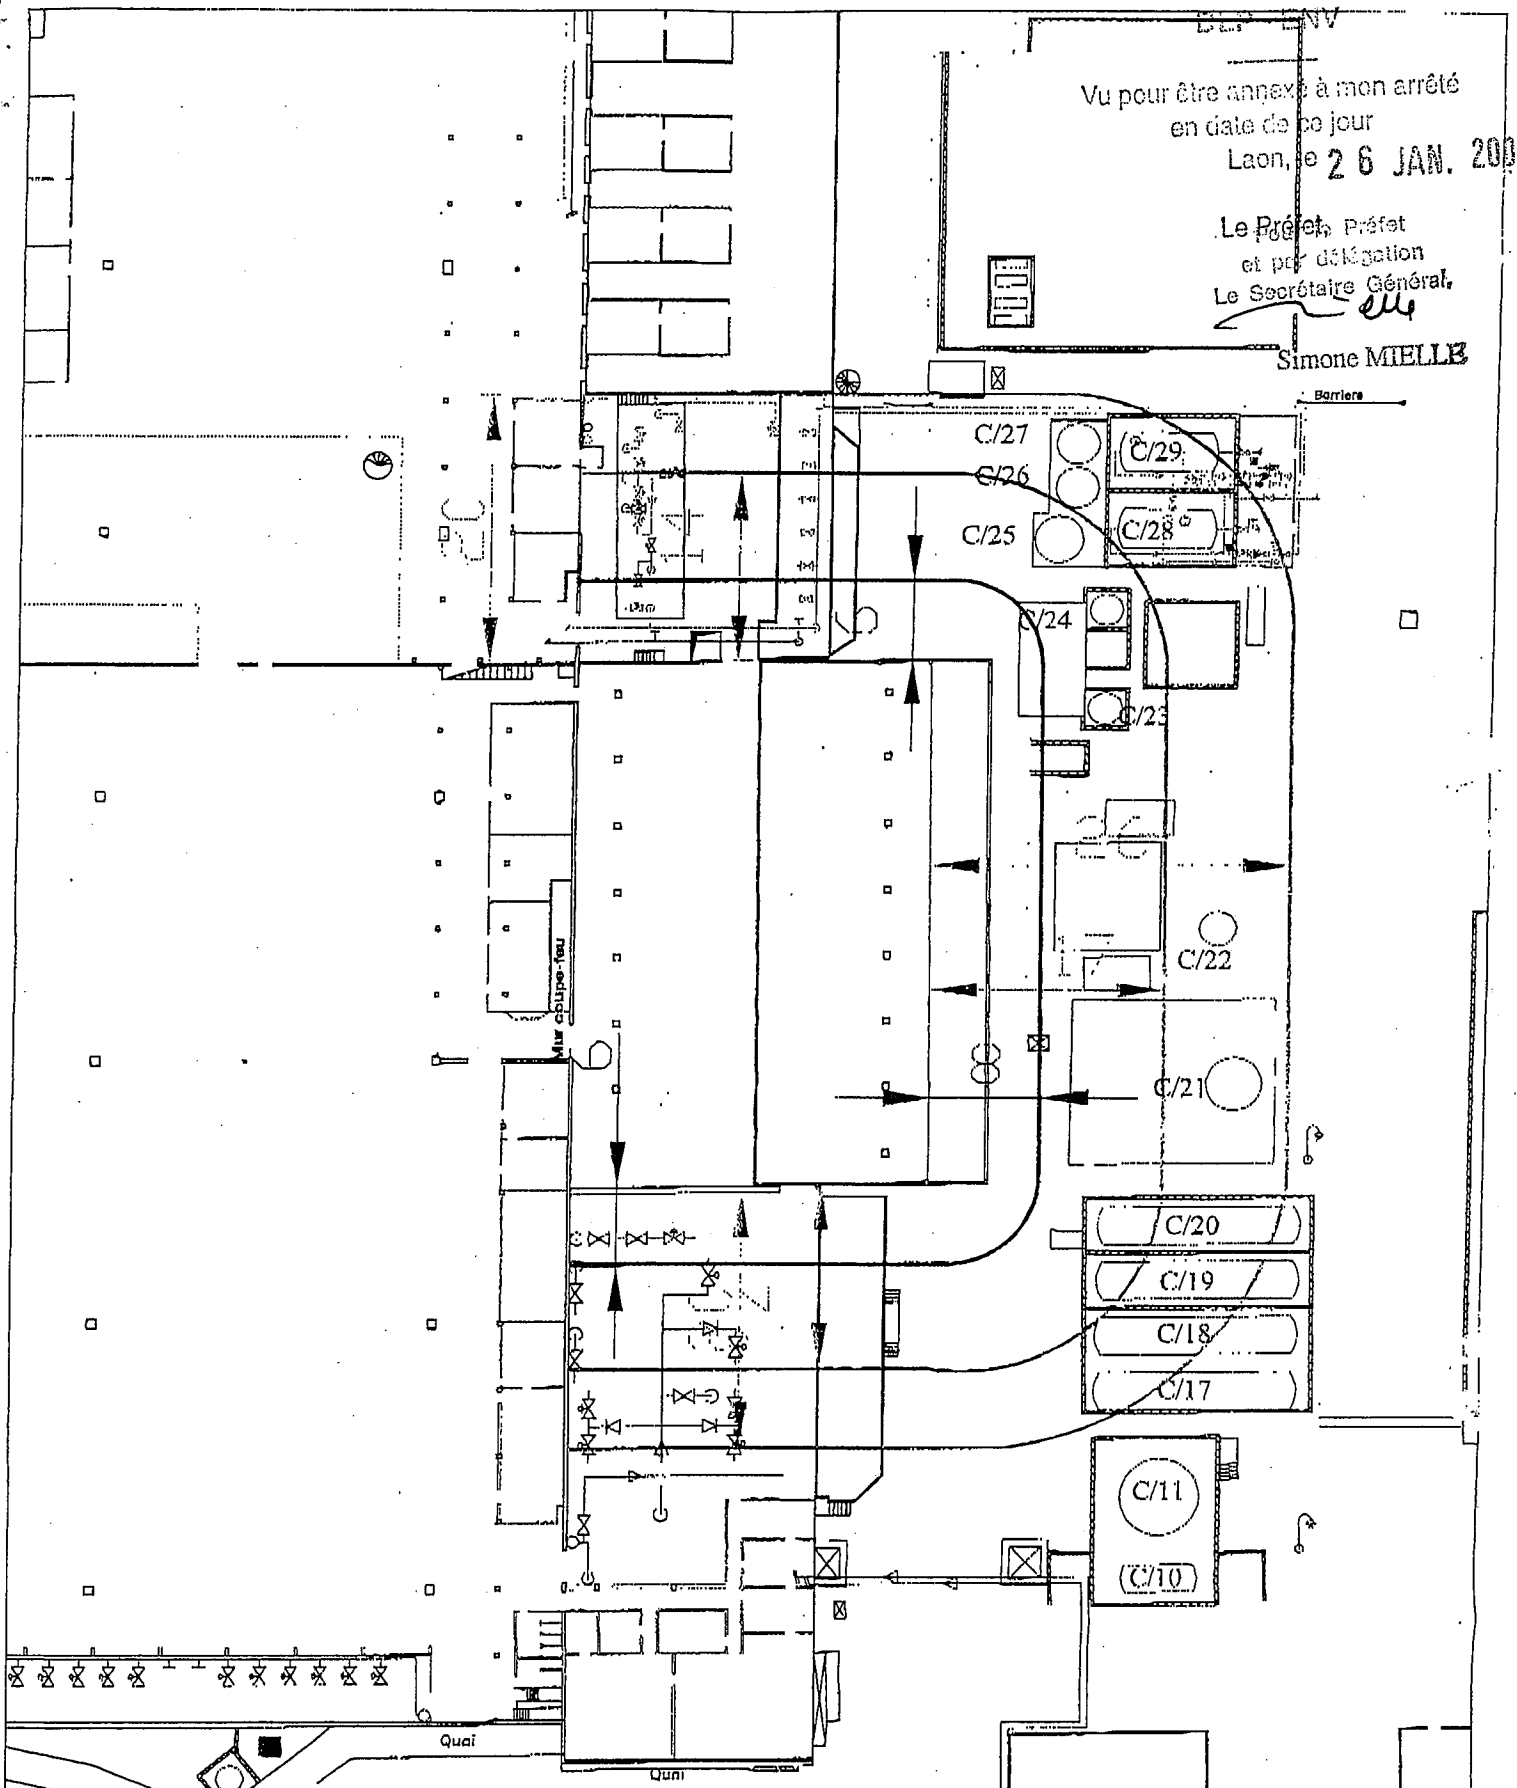 DCP ENV
Vu pour être annexé à mon arrêté
en date de ce jour
Laon, le 26 JAN. 200
Le Préfet,
Pour le Préfet
et par délégation
Le Secrétaire Général,
Simone MIELLE
Barriere
C/27
C/29
C/26
C/25
C/28
C/24
C/23
C/22
Mur coupe-feu
C/21
C/20
C/19
C/18
C/17
C/11
C/10
Quai
Quai